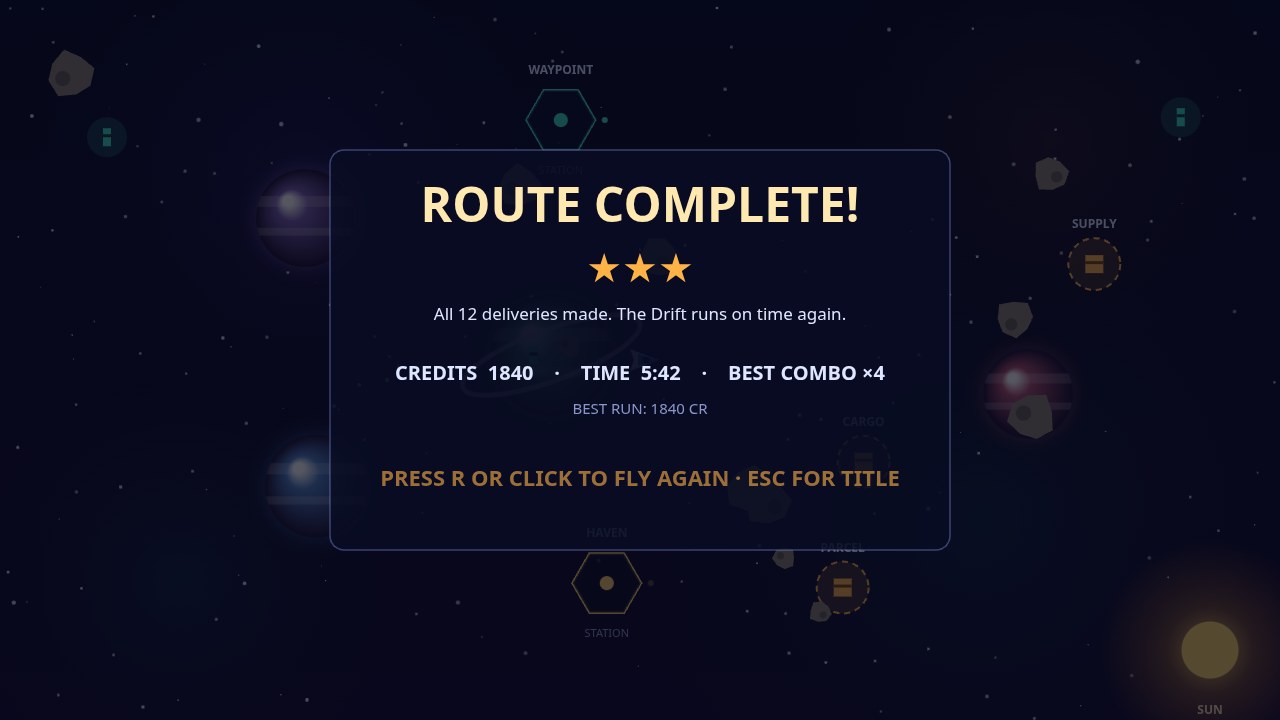 WAYPOINT
STATION
ROUTE COMPLETE!
★★★
SUPPLY
All 12 deliveries made. The Drift runs on time again.
CREDITS 1840 · TIME 5:42 · BEST COMBO ×4
BEST RUN: 1840 CR
CARGO
PRESS R OR CLICK TO FLY AGAIN · ESC FOR TITLE
HAVEN
PARCEL
STATION
SUN